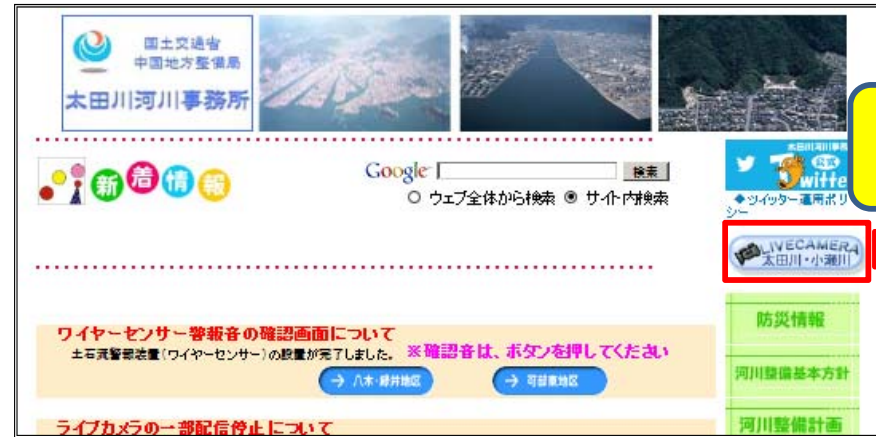 国土交通省
中国地方整備局
太田川河川事務所
新着情報
Google 検索
ウェブ全体から検索 サイト内検索
太田川河川事務
公式
Twitte
◆ツイッター運用ポリ
シー
LIVECAMERA
太田川・小瀬川
防災情報
河川整備基本方針
河川整備計画
ワイヤーセンサー警報音の確認画面について
土石流警報装置(ワイヤーセンサー)の設置が完了しました。 ※確認音は、ボタンを押してください
→ 八木・緑井地区 → 可部東地区
ライブカメラの一部配信停止について